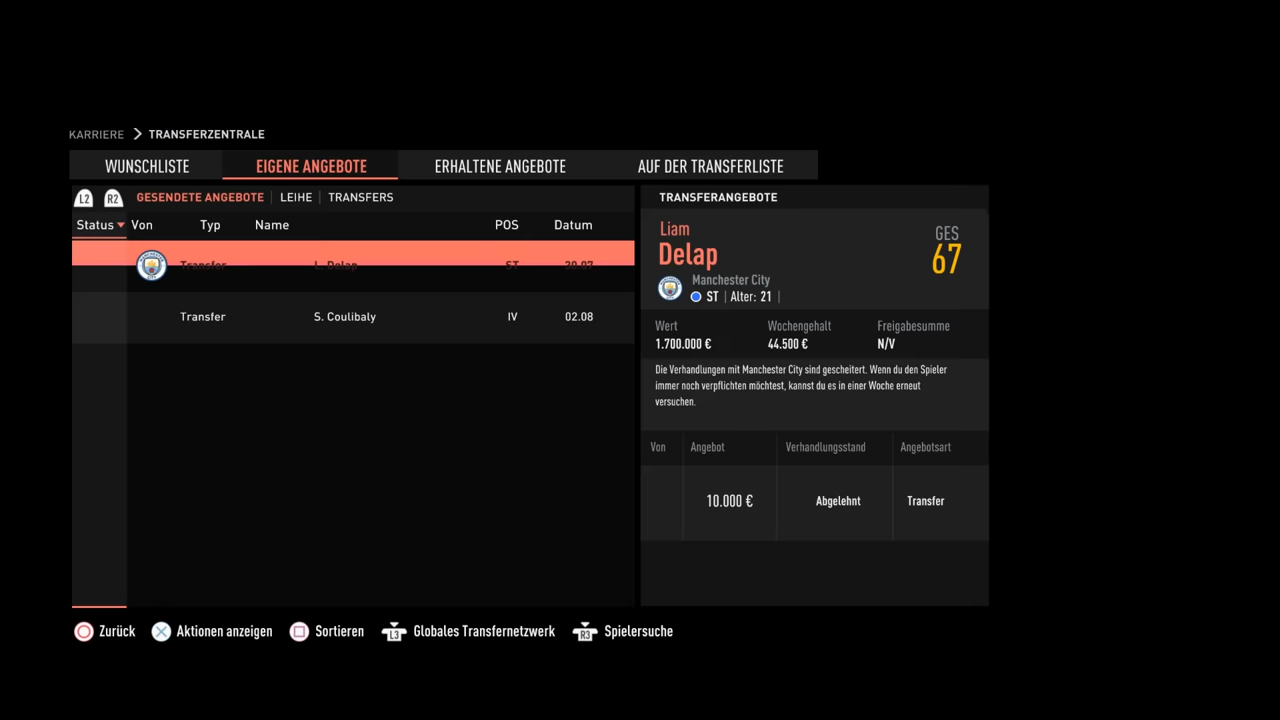 KARRIERE TRANSFERZENTRALE
WUNSCHLISTE EIGENE ANGEBOTE ERHALTENE ANGEBOTE AUF DER TRANSFERLISTE
L2 R2 GESENDETE ANGEBOTE LEIHE TRANSFERS
Status Von Typ Name POS Datum
Transfer L. Delap ST 30.07
Transfer S. Coulibaly IV 02.08
TRANSFERANGEBOTE
Liam
Delap
GES
67
Manchester City
ST | Alter: 21 |
Wert Wochengehalt Freigabesumme
1.700.000 € 44.500 € N/V
Die Verhandlungen mit Manchester City sind gescheitert. Wenn du den Spieler
immer noch verpflichten möchtest, kannst du es in einer Woche erneut
versuchen.
Von Angebot Verhandlungsstand Angebotsart
10.000 € Abgelehnt Transfer
Zurück Aktionen anzeigen Sortieren L3 Globales Transfernetzwerk R3 Spielersuche